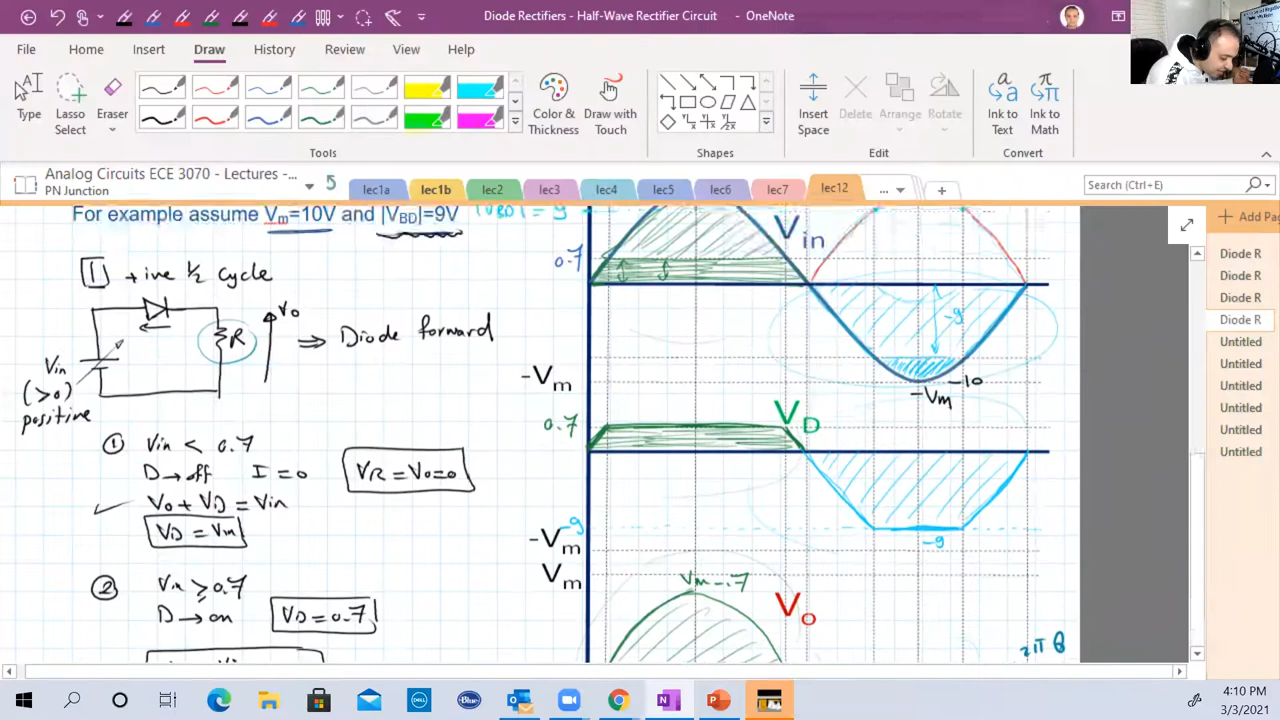 Diode Rectifiers - Half-Wave Rectifier Circuit - OneNote
File Home Insert Draw History Review View Help
Type
Lasso Select
Eraser
Color & Thickness
Draw with Touch
Insert Space
Delete
Arrange
Rotate
Ink to Text
Ink to Math
Tools
Shapes
Edit
Convert
Analog Circuits ECE 3070 - Lectures -...
PN Junction
lec1a lec1b lec2 lec3 lec4 lec5 lec6 lec7 lec12 ... +
Search (Ctrl+E)
Add Pa
Diode R
Diode R
Diode R
Diode R
Untitled
Untitled
Untitled
Untitled
Untitled
Untitled
For example assume Vm=10V and |VBD|=9V
|VBD| = 9
1 +ive ½ cycle
Vo
R
⇒ Diode forward
Vin
(>0)
positive
① Vin < 0.7
D → off I = 0
VR = Vo = 0
Vo + VD = Vin
VD = Vm
② Vin ≥ 0.7
D → on
VD = 0.7
0.7
Vin
-9
-Vm
-10
-Vm
0.7
VD
-9
-Vm
-9
Vm
Vm-.7
Vo
2π θ
4:10 PM
3/3/2021